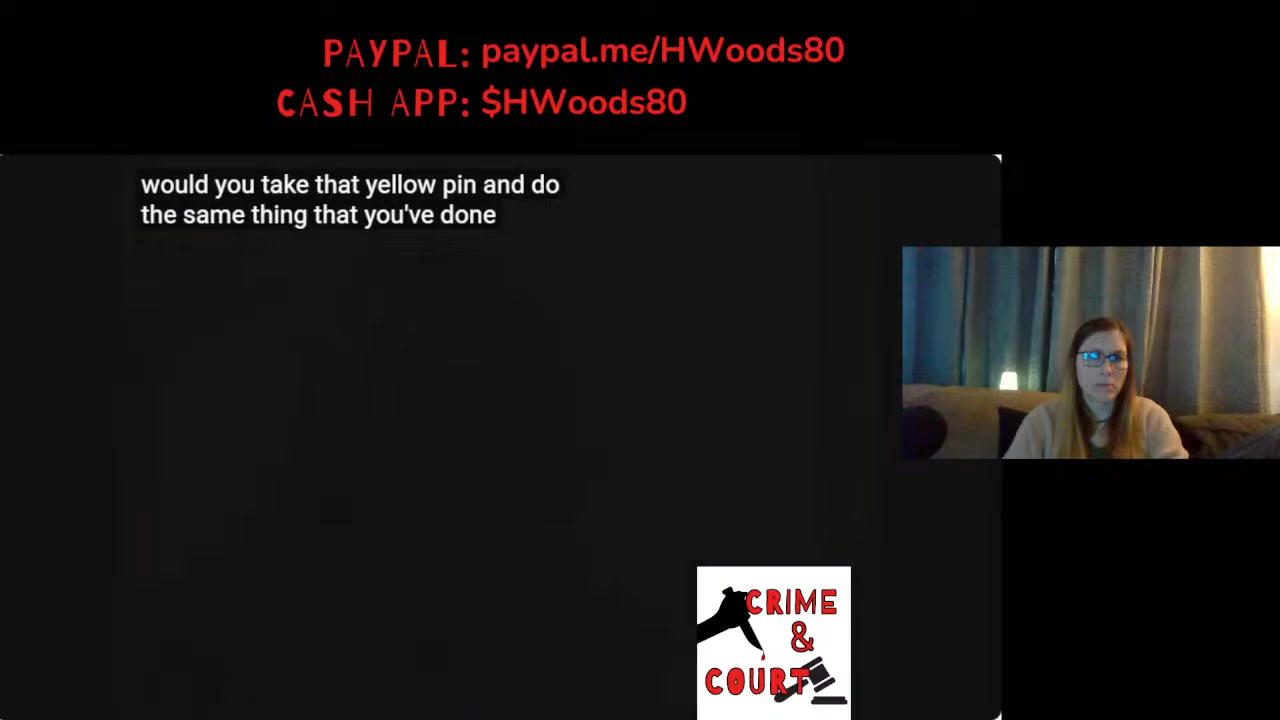 PAYPAL: paypal.me/HWoods80
CASH APP: $HWoods80
would you take that yellow pin and do
the same thing that you've done
CRIME
&
COURT